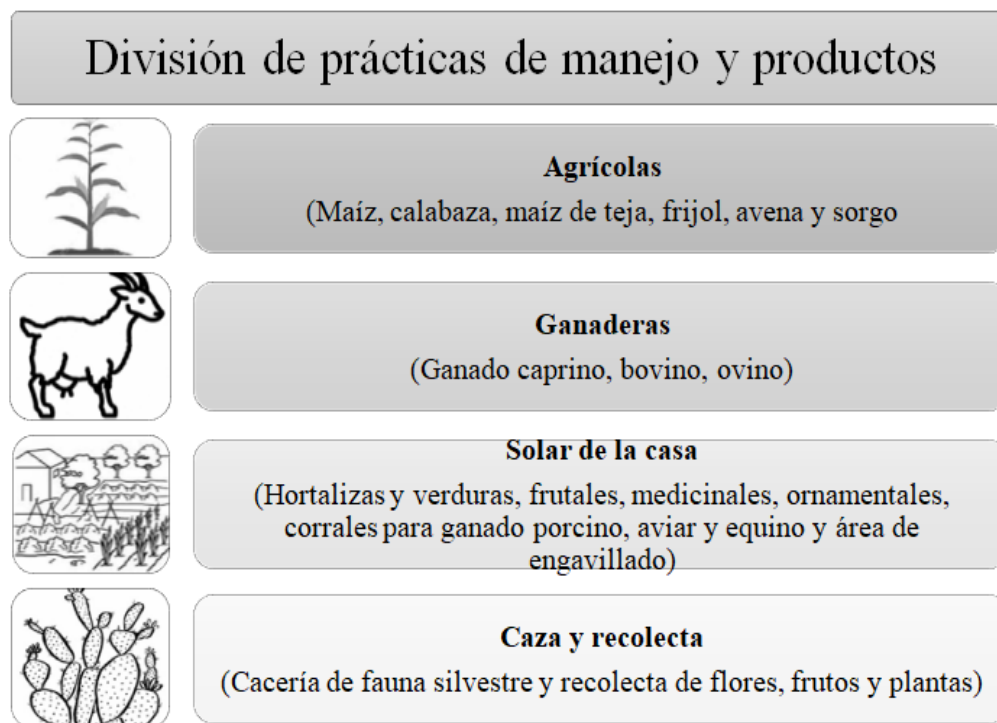 División de prácticas de manejo y productos
Agrícolas
(Maíz, calabaza, maíz de teja, frijol, avena y sorgo
Ganaderas
(Ganado caprino, bovino, ovino)
Solar de la casa
(Hortalizas y verduras, frutales, medicinales, ornamentales,
corrales para ganado porcino, aviar y equino y área de
engavillado)
Caza y recolecta
(Cacería de fauna silvestre y recolecta de flores, frutos y plantas)